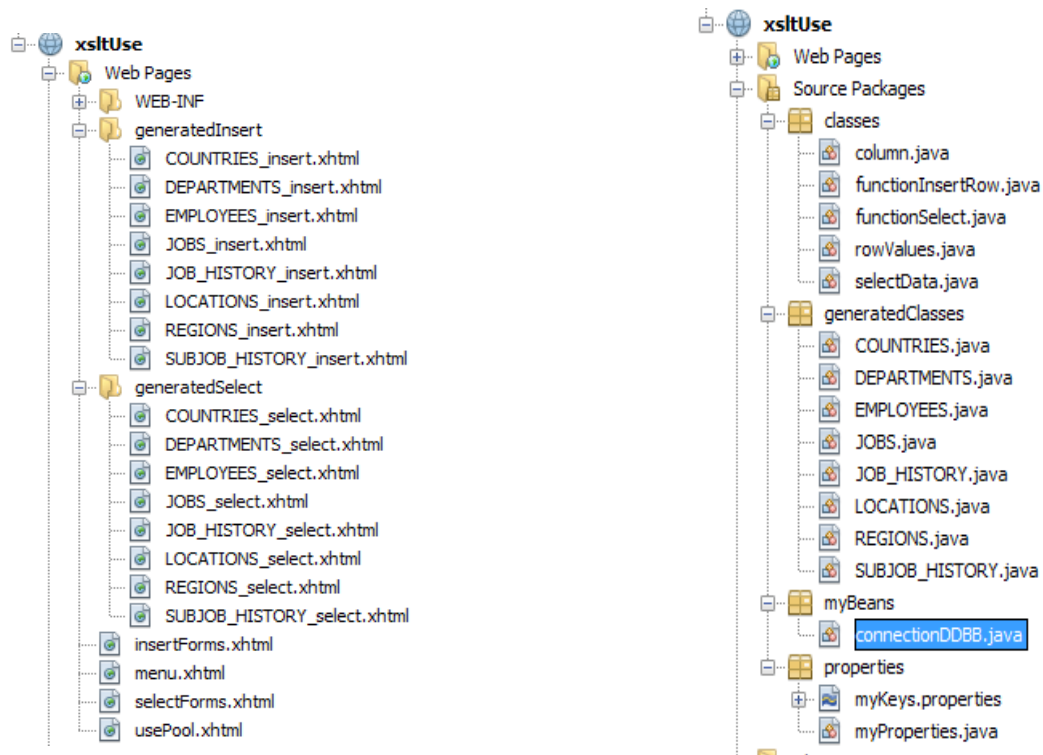 xsltUse
Web Pages
WEB-INF
generatedInsert
COUNTRIES_insert.xhtml
DEPARTMENTS_insert.xhtml
EMPLOYEES_insert.xhtml
JOBS_insert.xhtml
JOB_HISTORY_insert.xhtml
LOCATIONS_insert.xhtml
REGIONS_insert.xhtml
SUBJOB_HISTORY_insert.xhtml
generatedSelect
COUNTRIES_select.xhtml
DEPARTMENTS_select.xhtml
EMPLOYEES_select.xhtml
JOBS_select.xhtml
JOB_HISTORY_select.xhtml
LOCATIONS_select.xhtml
REGIONS_select.xhtml
SUBJOB_HISTORY_select.xhtml
insertForms.xhtml
menu.xhtml
selectForms.xhtml
usePool.xhtml
xsltUse
Web Pages
Source Packages
classes
column.java
functionInsertRow.java
functionSelect.java
rowValues.java
selectData.java
generatedClasses
COUNTRIES.java
DEPARTMENTS.java
EMPLOYEES.java
JOBS.java
JOB_HISTORY.java
LOCATIONS.java
REGIONS.java
SUBJOB_HISTORY.java
myBeans
connectionDDBB.java
properties
myKeys.properties
myProperties.java